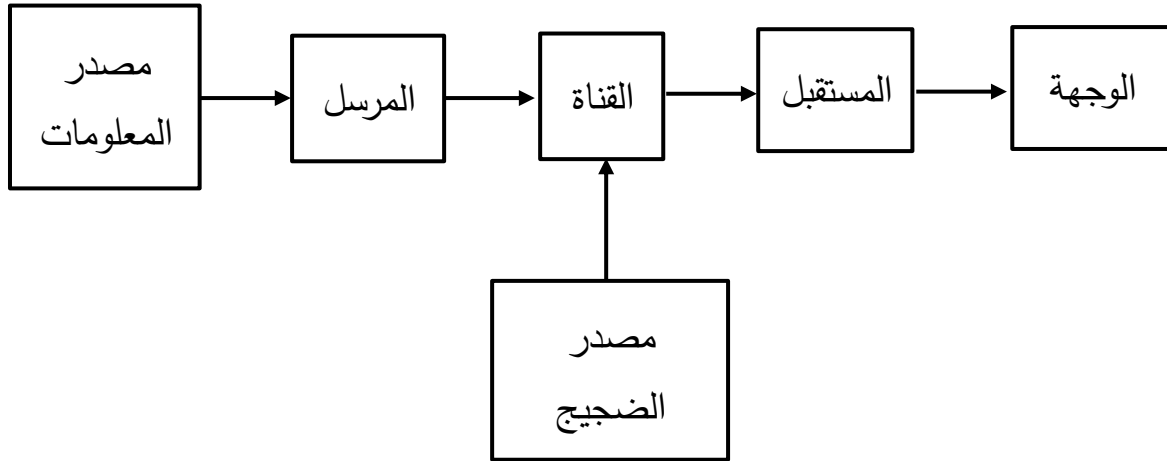 مصدر
المعلومات
المرسل
القناة
المستقبل
الوجهة
مصدر
الضجيج